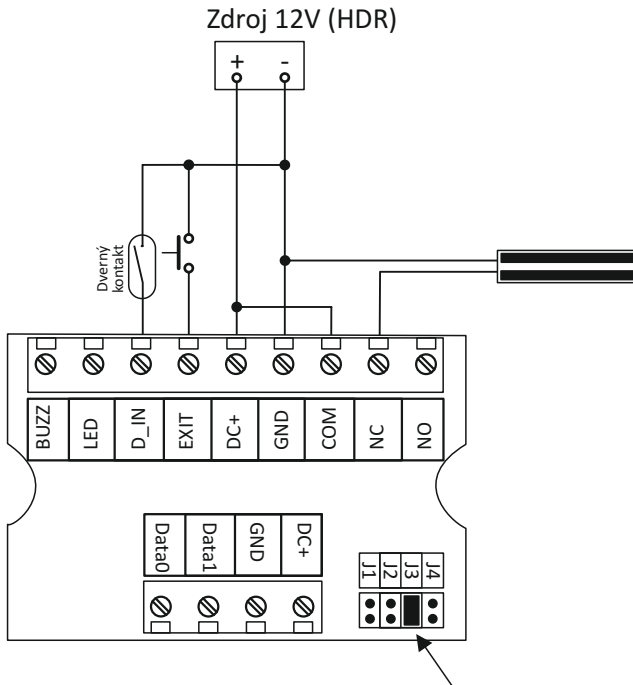 Zdroj 12V (HDR)
+ -
Dverný
kontakt
BUZZ LED D_IN EXIT DC+ GND COM NC NO
Data0 Data1 GND DC+
J1 J2 J3 J4